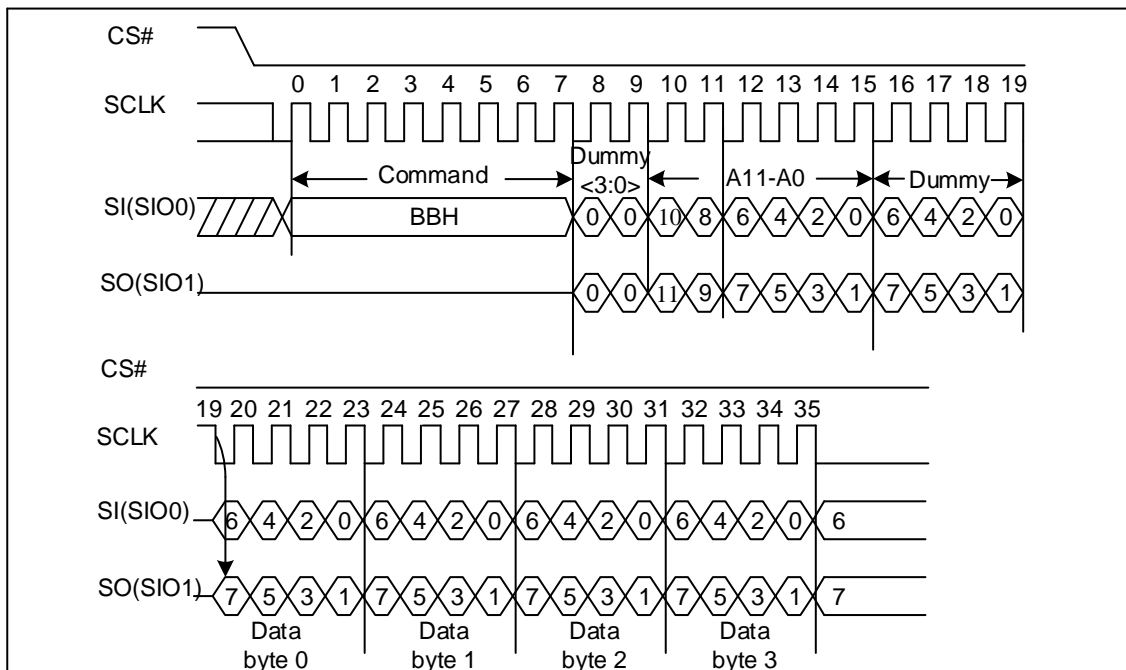 CS#
0 1 2 3 4 5 6 7 8 9 10 11 12 13 14 15 16 17 18 19
SCLK
Command
Dummy
<3:0>
A11-A0
Dummy
SI(SIO0)
BBH
0 0 10 8 6 4 2 0 6 4 2 0
SO(SIO1)
0 0 11 9 7 5 3 1 7 5 3 1
CS#
19 20 21 22 23 24 25 26 27 28 29 30 31 32 33 34 35
SCLK
SI(SIO0)
6 4 2 0 6 4 2 0 6 4 2 0 6 4 2 0 6
SO(SIO1)
7 5 3 1 7 5 3 1 7 5 3 1 7 5 3 1 7
Data
byte 0
Data
byte 1
Data
byte 2
Data
byte 3